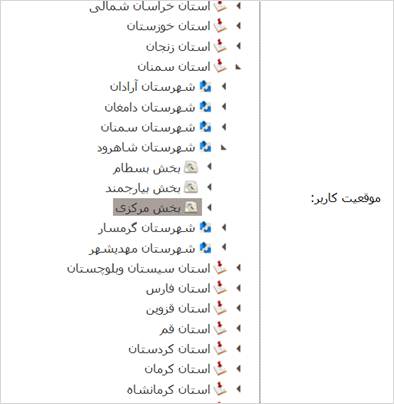 استان خراسان شمالی
استان خوزستان
استان زنجان
استان سمنان
شهرستان آرادان
شهرستان دامغان
شهرستان سمنان
شهرستان شاهرود
بخش بسطام
بخش بیارجمند
بخش مرکزی
شهرستان گرمسار
شهرستان مهدیشهر
استان سیستان وبلوچستان
استان فارس
استان قزوین
استان قم
استان کردستان
استان کرمان
استان کرمانشاه
موقعیت کاربر: